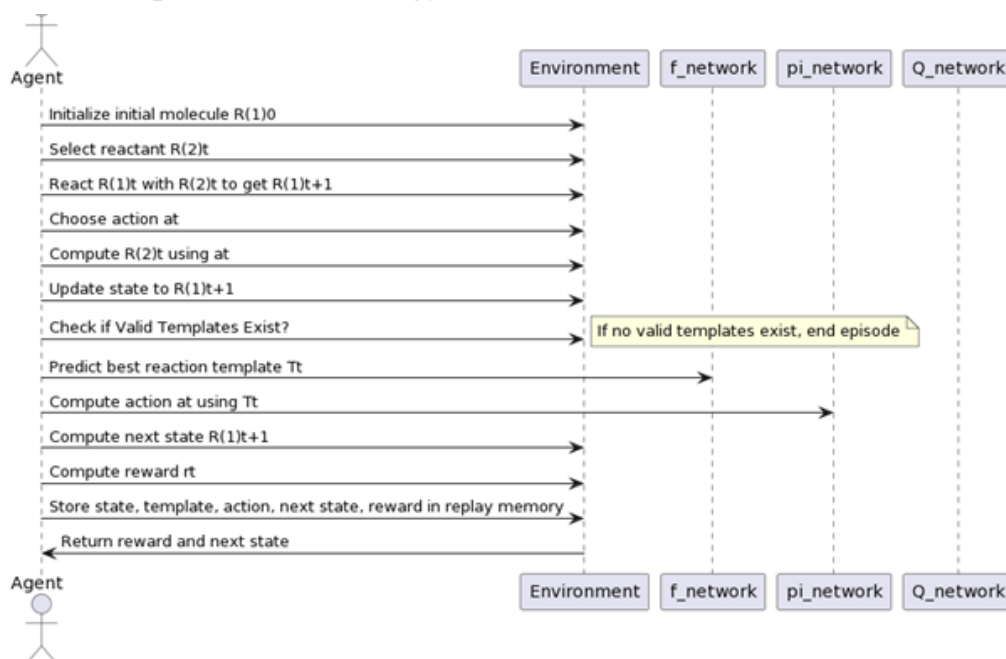 Agent
Environment f_network pi_network Q_network
Initialize initial molecule R(1)0
Select reactant R(2)t
React R(1)t with R(2)t to get R(1)t+1
Choose action at
Compute R(2)t using at
Update state to R(1)t+1
Check if Valid Templates Exist?
If no valid templates exist, end episode
Predict best reaction template Tt
Compute action at using Tt
Compute next state R(1)t+1
Compute reward rt
Store state, template, action, next state, reward in replay memory
Return reward and next state
Agent
Environment f_network pi_network Q_network